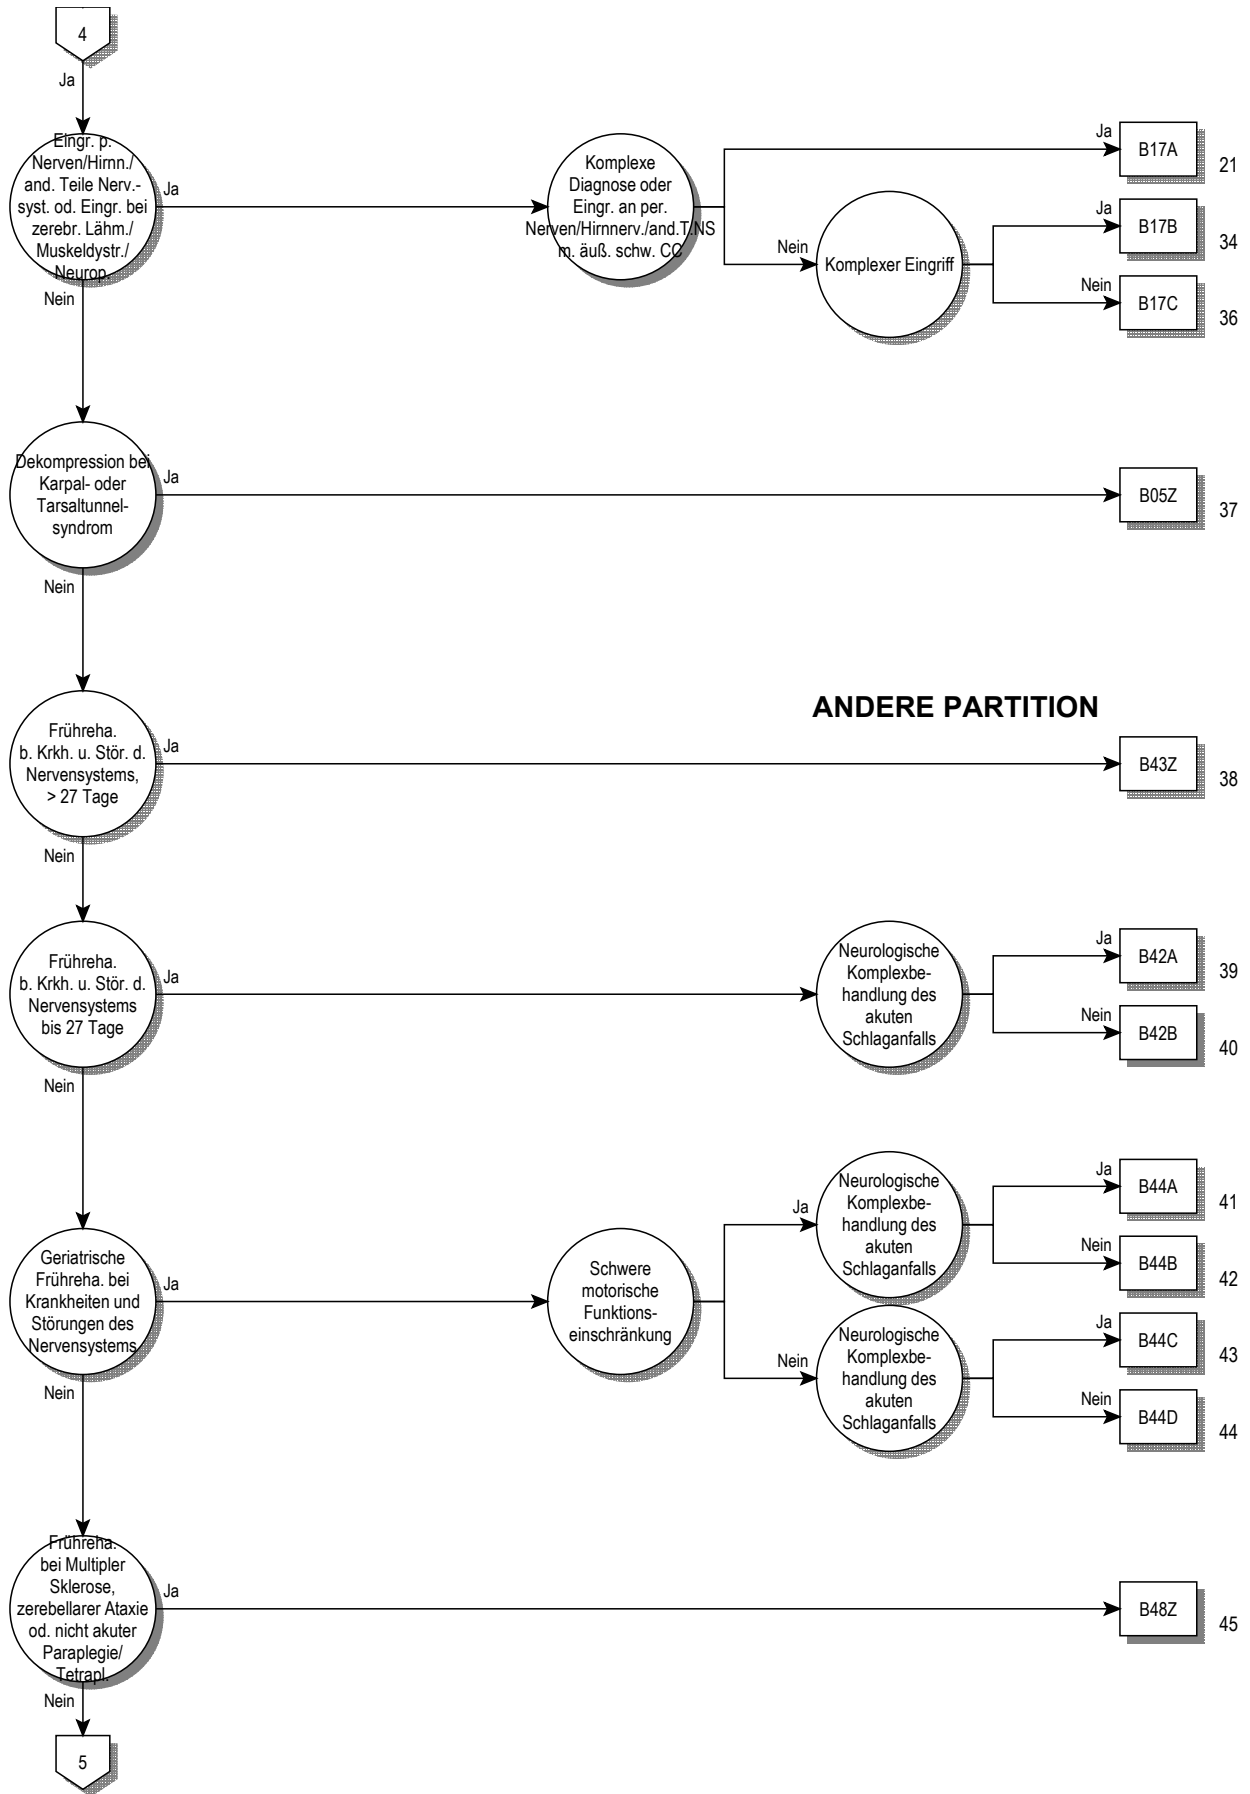 4
Ja
Eingr. p.
Nerven/Hirnn./
and. Teile Nerv.-
syst. od. Eingr. bei
zerebr. Lähm./
Muskeldystr./
Neurop.
Ja
Komplexe
Diagnose oder
Eingr. an per.
Nerven/Hirnnerv./and.T.NS
m. äuß. schw. CC
Ja
B17A
21
Nein
Komplexer Eingriff
Ja
B17B
34
Nein
B17C
36
Nein
Dekompression bei
Karpal- oder
Tarsaltunnel-
syndrom
Ja
B05Z
37
Nein
ANDERE PARTITION
Frühreha.
b. Krkh. u. Stör. d.
Nervensystems,
> 27 Tage
Ja
B43Z
38
Nein
Frühreha.
b. Krkh. u. Stör. d.
Nervensystems
bis 27 Tage
Ja
Neurologische
Komplexbe-
handlung des
akuten
Schlaganfalls
Ja
B42A
39
Nein
B42B
40
Nein
Geriatrische
Frühreha. bei
Krankheiten und
Störungen des
Nervensystems
Ja
Schwere
motorische
Funktions-
einschränkung
Ja
Neurologische
Komplexbe-
handlung des
akuten
Schlaganfalls
Ja
B44A
41
Nein
B44B
42
Nein
Neurologische
Komplexbe-
handlung des
akuten
Schlaganfalls
Ja
B44C
43
Nein
B44D
44
Nein
Frühreha.
bei Multipler
Sklerose,
zerebellarer Ataxie
od. nicht akuter
Paraplegie/
Tetrapl.
Ja
B48Z
45
Nein
5